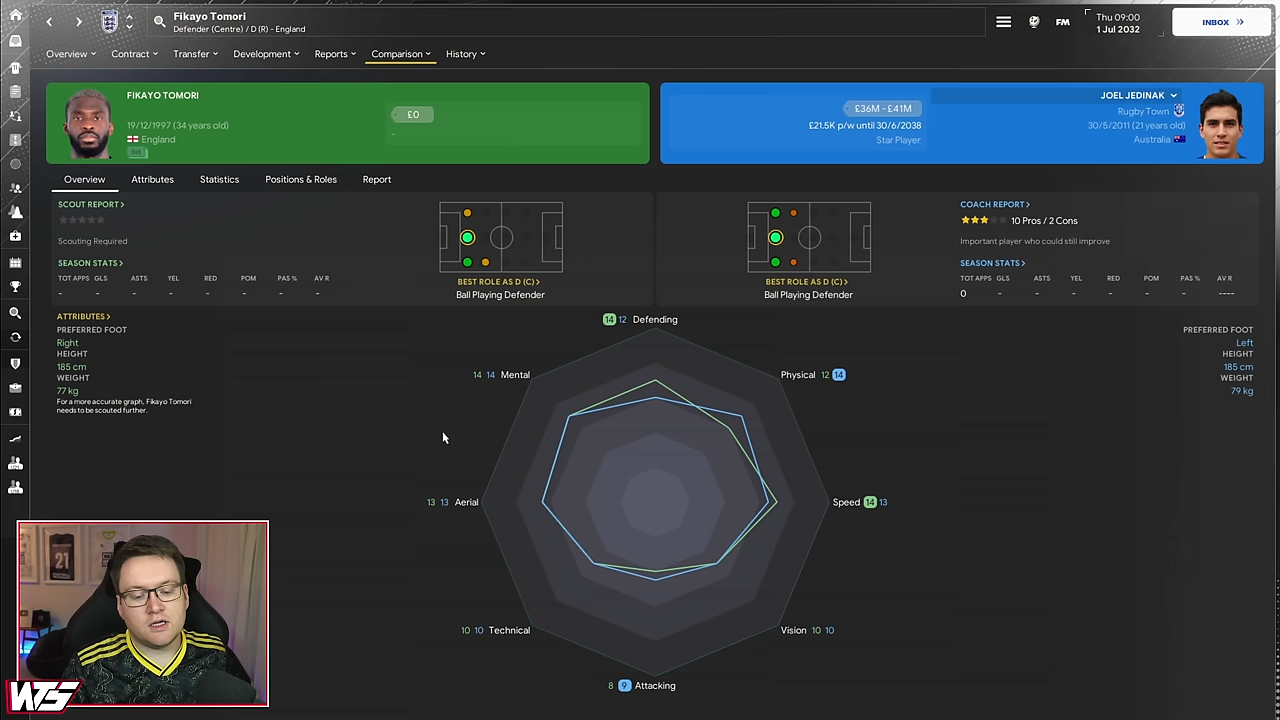 Fikayo Tomori
Defender (Centre) / D (R) - England
FM
Thu 09:00
1 Jul 2032
INBOX
Overview
Contract
Transfer
Development
Reports
Comparison
History
FIKAYO TOMORI
19/12/1997 (34 years old)
England
£0
-
£36M - £41M
£21.5K p/w until 30/6/2038
Star Player
JOEL JEDINAK
Rugby Town
30/5/2011 (21 years old)
Australia
Overview
Attributes
Statistics
Positions & Roles
Report
SCOUT REPORT >
Scouting Required
SEASON STATS >
TOT APPS GLS ASTS YEL RED POM PAS % AV R
- - - - - - - -
BEST ROLE AS D (C) >
Ball Playing Defender
BEST ROLE AS D (C) >
Ball Playing Defender
COACH REPORT >
10 Pros / 2 Cons
Important player who could still improve
SEASON STATS >
TOT APPS GLS ASTS YEL RED POM PAS % AV R
0 - - - - - - ----
ATTRIBUTES >
PREFERRED FOOT
Right
HEIGHT
185 cm
WEIGHT
77 kg
For a more accurate graph, Fikayo Tomori
needs to be scouted further.
14 12 Defending
14 14 Mental
Physical 12 14
13 13 Aerial
Speed 14 13
10 10 Technical
Vision 10 10
8 9 Attacking
PREFERRED FOOT
Left
HEIGHT
185 cm
WEIGHT
79 kg
21
WTS